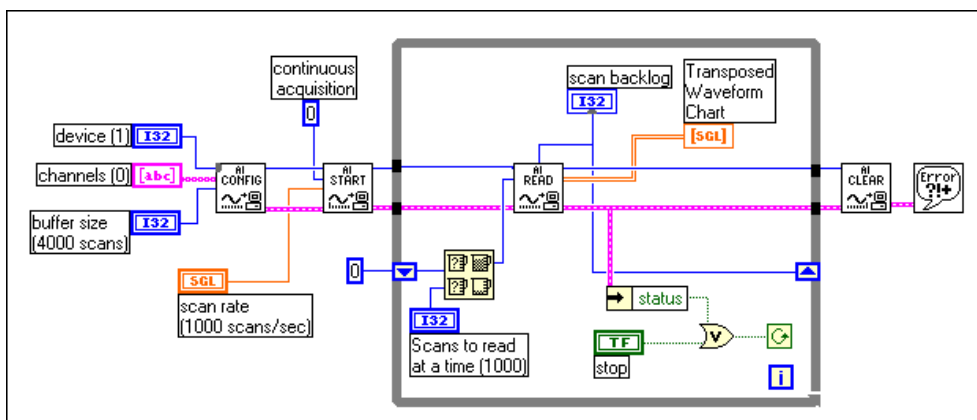 continuous
acquisition
0
scan backlog
I32
Transposed
Waveform
Chart
[SGL]
device (1)
I32
channels (0)
[abc]
buffer size
(4000 scans)
I32
AI
CONFIG
AI
START
AI
READ
AI
CLEAR
Error
?!+
SGL
scan rate
(1000 scans/sec)
0
I32
Scans to read
at a time (1000)
status
TF
stop
V
i